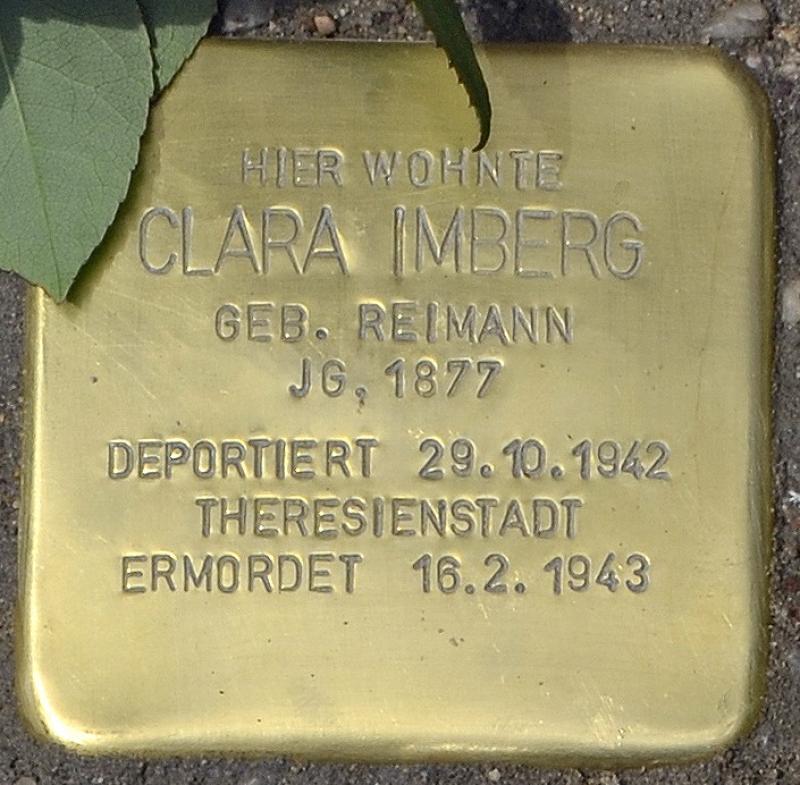 HIER WOHNTE
CLARA IMBERG
GEB. REIMANN
JG, 1877
DEPORTIERT 29.10.1942
THERESIENSTADT
ERMORDET 16.2.1943